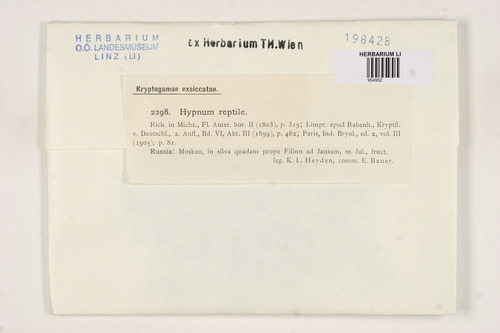 HERBARIUM
O.Ö. LANDESMUSEUM
LINZ (LI)
Ex Herbarium TH.Wien
198428
HERBARIUM LI
954952
Kryptogamae exsiccatae.
2298. Hypnum reptile.
Rich. in Michx., Fl. Amer. bor. II (1803), p. 315; Limpr. apud Rabenh., Kryptfl.
v. Deutschl., 2. Aufl., Bd. VI, Abt. III (1899), p. 462; Paris, Ind. Bryol., ed. 2, vol. III
(1905), p. 81.
Russia: Moskau, in silva quadam prope Filino ad Jausam, m. Jul., fruct.
leg. K. L. Heyden, comm. E. Bauer.